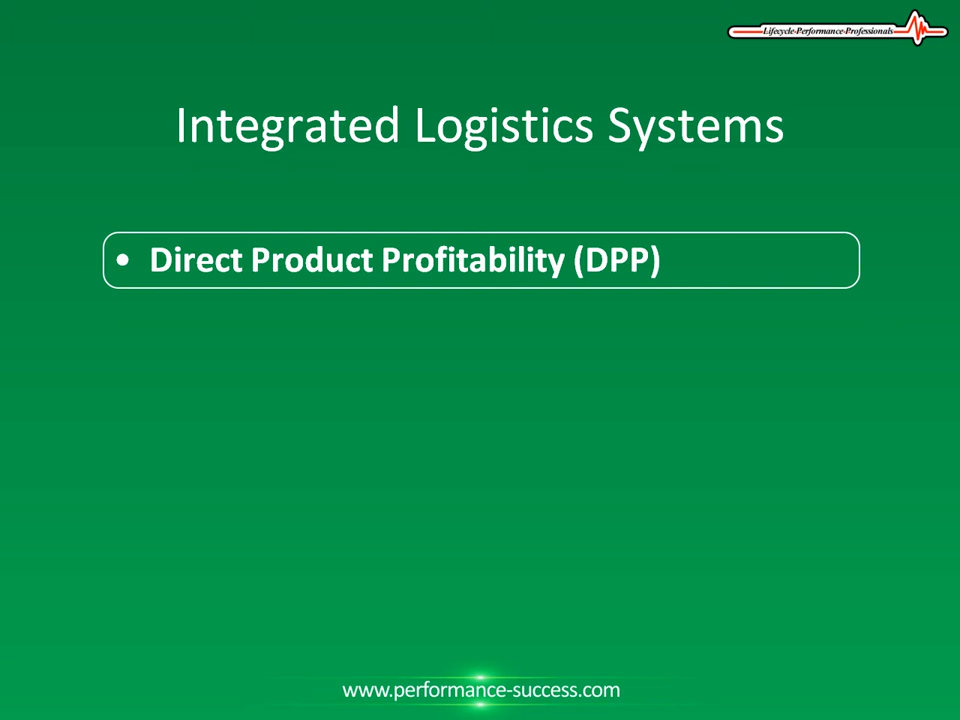 Lifecycle-Performance-Professionals
Integrated Logistics Systems
• Direct Product Profitability (DPP)
www.performance-success.com